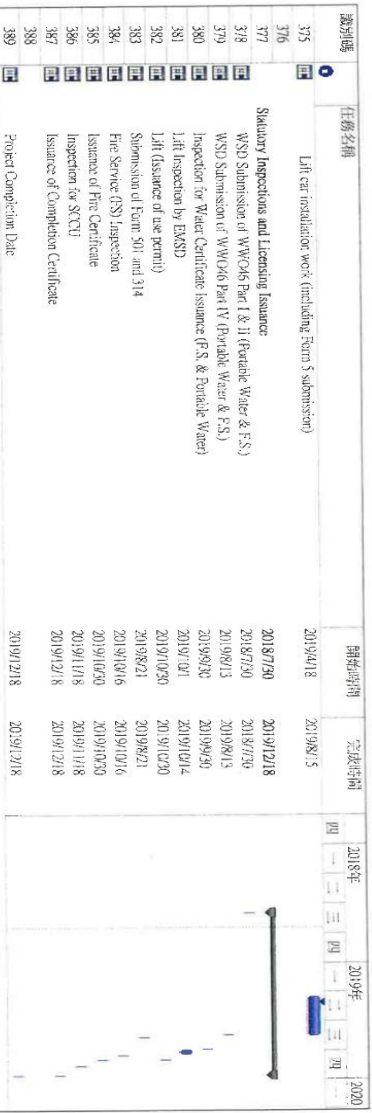 識別碼 任務名稱 開始時間 完成時間 2018年 2019年 2020
四 一 二 三 四 一 二 三 四 一
375 Lift car installation work (including Form 5 submission) 2019/4/18 2019/8/15
376
377 Statutory Inspections and Licensing Issuance 2018/7/30 2019/12/18
378 WSD Submission of WWO46 Part I & II (Portable Water & F.S.) 2018/7/30 2018/7/30
379 WSD Submission of WWO46 Part IV (Portable Water & F.S.) 2019/8/13 2019/8/13
380 Inspection for Water Certificate Issuance (F.S. & Portable Water) 2019/9/30 2019/9/30
381 Lift Inspection by EMSD 2019/10/1 2019/10/14
382 Lift (Issuance of use permit) 2019/10/30 2019/10/30
383 Submission of Form 501 and 314 2019/8/21 2019/8/21
384 Fire Service (FS) Inspection 2019/10/16 2019/10/16
385 Issuance of Fire Certificate 2019/10/30 2019/10/30
386 Inspection for SCCU 2019/11/18 2019/11/18
387 Issuance of Completion Certificate 2019/12/18 2019/12/18
388
389 Project Completion Date 2019/12/18 2019/12/18